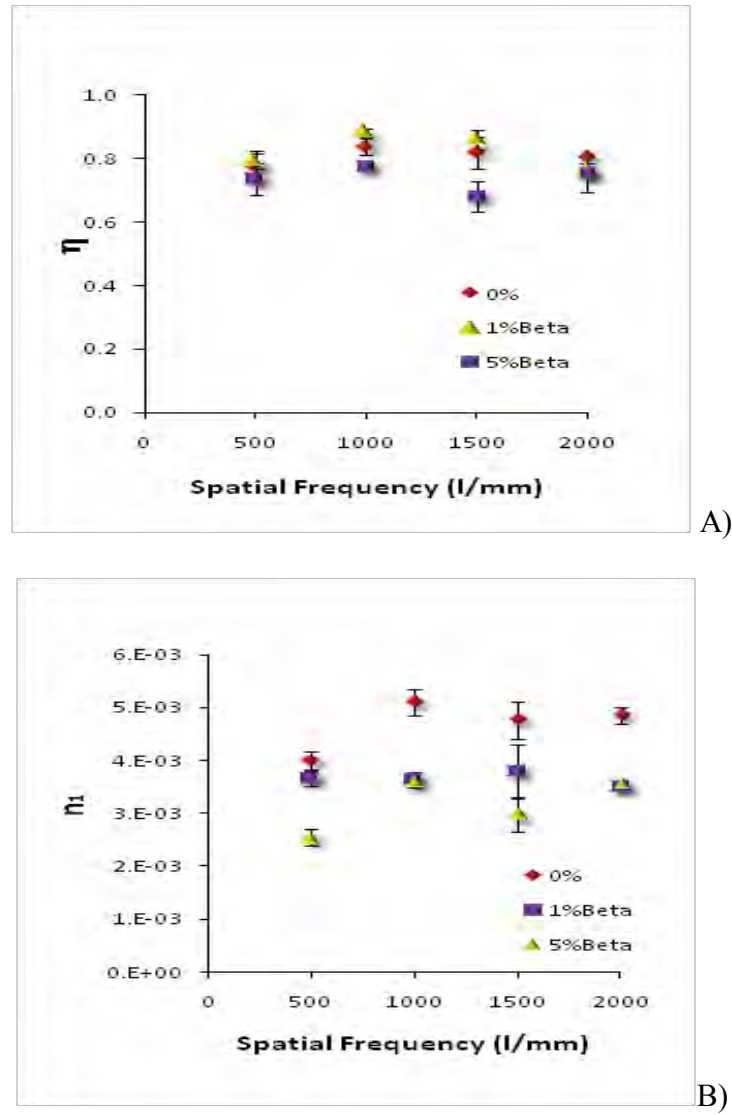 1.0
0.8
0.6
0.4
0.2
0.0
η
0 500 1000 1500 2000
Spatial Frequency (l/mm)
0%
1%Beta
5%Beta
A)
6.E-03
5.E-03
4.E-03
3.E-03
2.E-03
1.E-03
0.E+00
n₁
0 500 1000 1500 2000
Spatial Frequency (l/mm)
0%
1%Beta
5%Beta
B)